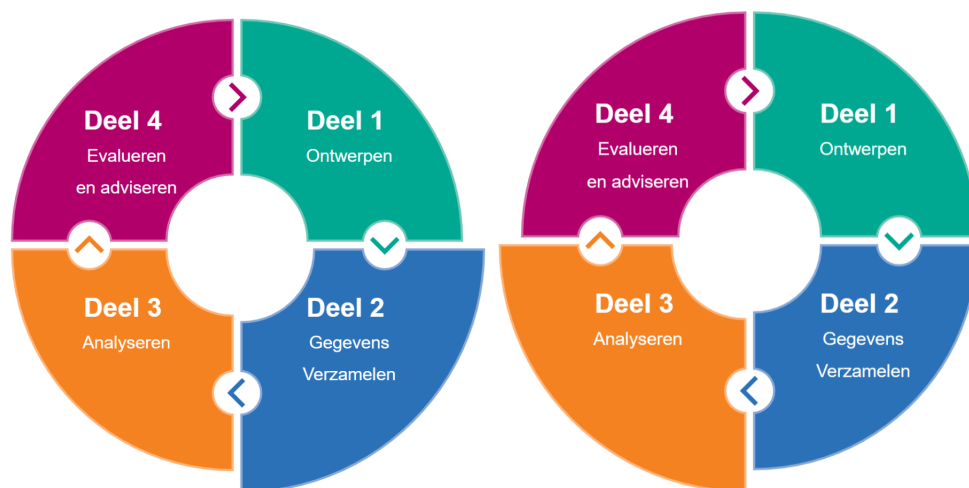 Deel 4
Evalueren
en adviseren
Deel 1
Ontwerpen
Deel 3
Analyseren
Deel 2
Gegevens
Verzamelen
Deel 4
Evalueren
en adviseren
Deel 1
Ontwerpen
Deel 3
Analyseren
Deel 2
Gegevens
Verzamelen